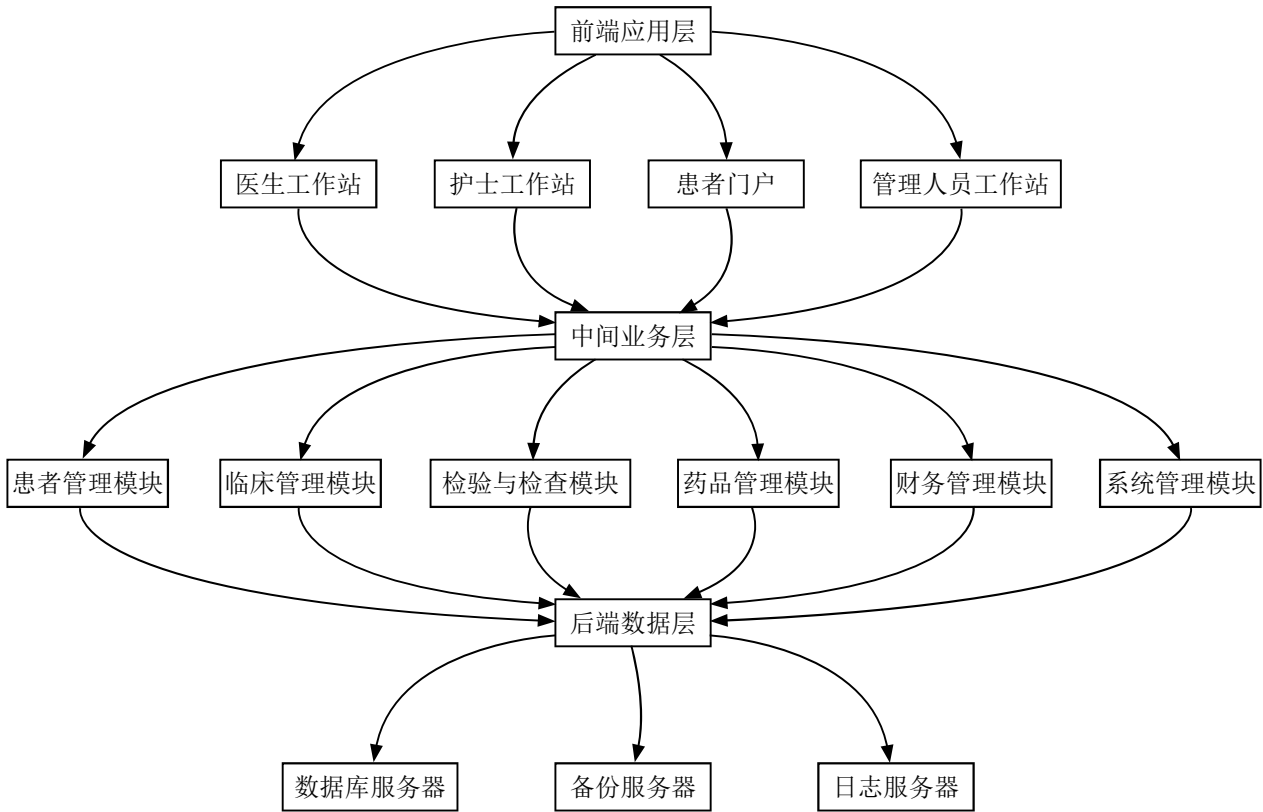 前端应用层
医生工作站
护士工作站
患者门户
管理人员工作站
中间业务层
患者管理模块
临床管理模块
检验与检查模块
药品管理模块
财务管理模块
系统管理模块
后端数据层
数据库服务器
备份服务器
日志服务器